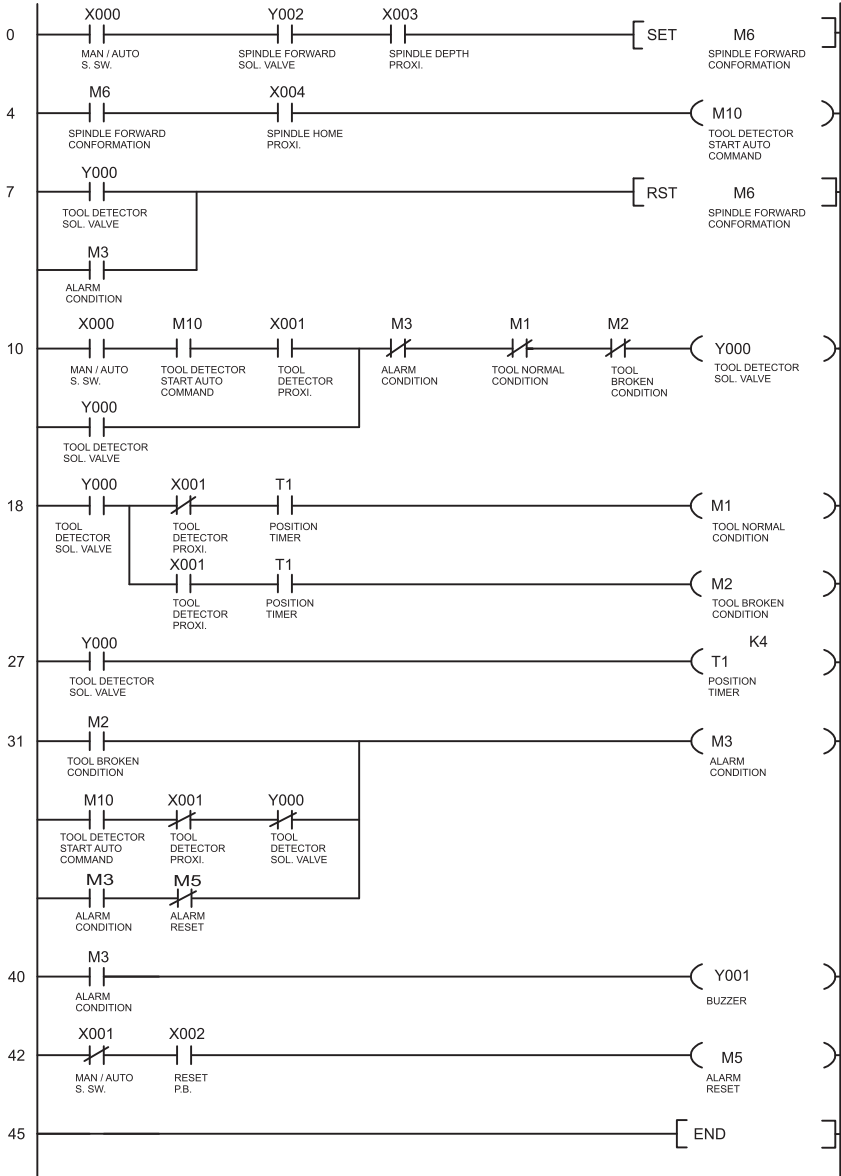 X000 Y002 X003
0 SET M6
MAN / AUTO SPINDLE FORWARD SPINDLE DEPTH SPINDLE FORWARD
S. SW. SOL. VALVE PROXI. CONFORMATION
M6 X004
4 M10
SPINDLE FORWARD SPINDLE HOME TOOL DETECTOR
CONFORMATION PROXI. START AUTO
COMMAND
Y000
7 RST M6
TOOL DETECTOR SPINDLE FORWARD
SOL. VALVE CONFORMATION
M3
ALARM
CONDITION
X000 M10 X001 M3 M1 M2
10 Y000
MAN / AUTO TOOL DETECTOR TOOL ALARM TOOL NORMAL TOOL TOOL DETECTOR
S. SW. START AUTO DETECTOR CONDITION CONDITION BROKEN SOL. VALVE
COMMAND PROXI. CONDITION
Y000
TOOL DETECTOR
SOL. VALVE
Y000 X001 T1
18 M1
TOOL TOOL POSITION TOOL NORMAL
DETECTOR DETECTOR TIMER CONDITION
SOL. VALVE PROXI.
X001 T1
M2
TOOL POSITION TOOL BROKEN
DETECTOR TIMER CONDITION
PROXI.
Y000 K4
27 T1
TOOL DETECTOR POSITION
SOL. VALVE TIMER
M2
31 M3
TOOL BROKEN ALARM
CONDITION CONDITION
M10 X001 Y000
TOOL DETECTOR TOOL TOOL
START AUTO DETECTOR DETECTOR
COMMAND PROXI. SOL. VALVE
M3 M5
ALARM ALARM
CONDITION RESET
M3
40 Y001
ALARM BUZZER
CONDITION
X001 X002
42 M5
MAN / AUTO RESET ALARM
S. SW. P.B. RESET
45 END